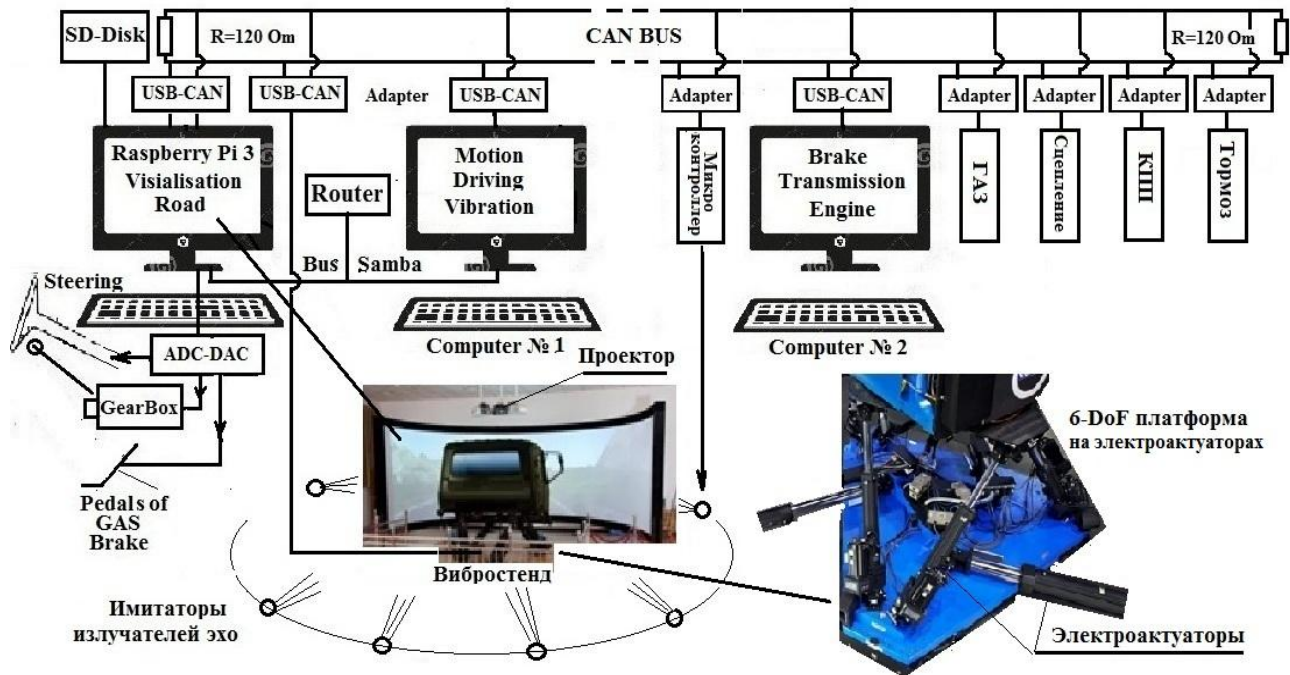 SD-Disk
R=120 Om
CAN BUS
R=120 Om
USB-CAN
USB-CAN
Adapter
USB-CAN
Adapter
USB-CAN
Adapter
Adapter
Adapter
Adapter
Raspberry Pi 3
Visialisation
Road
Router
Motion
Driving
Vibration
Микро
контроллер
Brake
Transmission
Engine
ГАЗ
Сцепление
КПП
Тормоз
Bus
Samba
Steering
ADC-DAC
GearBox
Pedals of
GAS
Brake
Computer № 1
Computer № 2
Проектор
6-DoF платформа
на электроактуаторах
Вибростенд
Имитаторы
излучателей эхо
Электроактуаторы